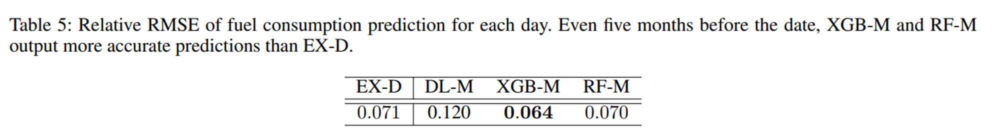 Table 5: Relative RMSE of fuel consumption prediction for each day. Even five months before the date, XGB-M and RF-M
output more accurate predictions than EX-D.
EX-D DL-M XGB-M RF-M
0.071 0.120 0.064 0.070